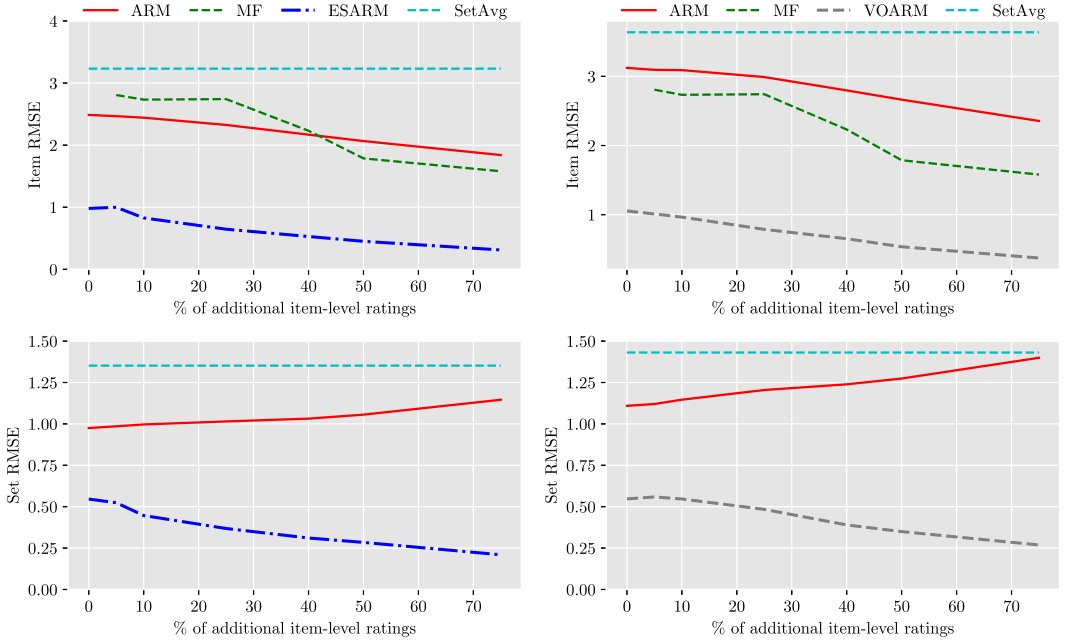 ARM MF ESARM SetAvg
4
3
2
1
0
Item RMSE
0 10 20 30 40 50 60 70
% of additional item-level ratings
ARM MF VOARM SetAvg
3
2
1
Item RMSE
0 10 20 30 40 50 60 70
% of additional item-level ratings
1.50
1.25
1.00
0.75
0.50
0.25
0.00
Set RMSE
0 10 20 30 40 50 60 70
% of additional item-level ratings
1.50
1.25
1.00
0.75
0.50
0.25
0.00
Set RMSE
0 10 20 30 40 50 60 70
% of additional item-level ratings